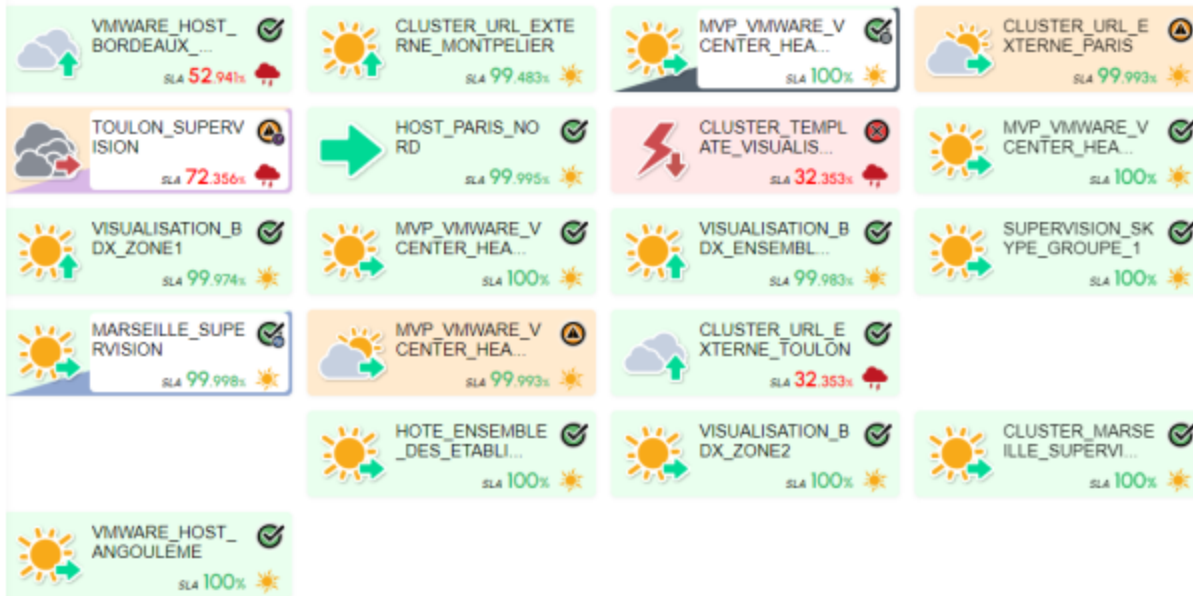 VMWARE_HOST_
BORDEAUX_...
SLA 52.941%
CLUSTER_URL_EXTE
RNE_MONTPELIER
SLA 99.483%
MVP_VMWARE_V
CENTER_HEA...
SLA 100%
CLUSTER_URL_E
XTERNE_PARIS
SLA 99.993%
TOULON_SUPERV
ISION
SLA 72.356%
HOST_PARIS_NO
RD
SLA 99.995%
CLUSTER_TEMPL
ATE_VISUALIS...
SLA 32.353%
MVP_VMWARE_V
CENTER_HEA...
SLA 100%
VISUALISATION_B
DX_ZONE1
SLA 99.974%
MVP_VMWARE_V
CENTER_HEA...
SLA 100%
VISUALISATION_B
DX_ENSEMBL...
SLA 99.983%
SUPERVISION_SK
YPE_GROUPE_1
SLA 100%
MARSEILLE_SUPE
RVISION
SLA 99.998%
MVP_VMWARE_V
CENTER_HEA...
SLA 99.993%
CLUSTER_URL_E
XTERNE_TOULON
SLA 32.353%
HOTE_ENSEMBLE
_DES_ETABLI...
SLA 100%
VISUALISATION_B
DX_ZONE2
SLA 100%
CLUSTER_MARSE
ILLE_SUPERVI...
SLA 100%
VMWARE_HOST_
ANGOULEME
SLA 100%